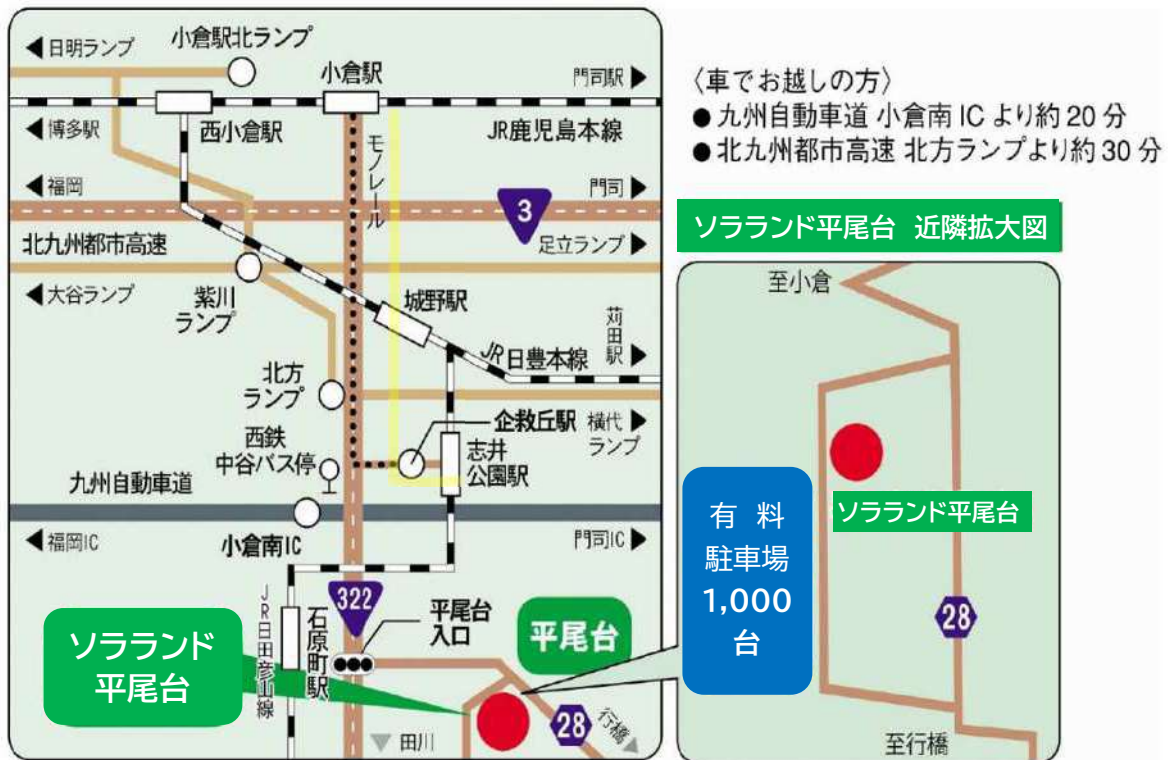 日明ランプ
小倉駅北ランプ
小倉駅
門司駅
博多駅
西小倉駅
モノレール
JR鹿児島本線
福岡
門司
3
北九州都市高速
足立ランプ
大谷ランプ
紫川
ランプ
城野駅
苅田駅
JR日豊本線
北方
ランプ
企救丘駅
横代
ランプ
西鉄
中谷バス停
志井
公園駅
九州自動車道
福岡IC
小倉南IC
門司IC
JR日田彦山線
石原町駅
322
平尾台
入口
平尾台
ソラランド
平尾台
28
行橋
田川
〈車でお越しの方〉
● 九州自動車道 小倉南 IC より約 20 分
● 北九州都市高速 北方ランプより約 30 分
ソラランド平尾台 近隣拡大図
至小倉
有 料
駐車場
1,000
台
ソラランド平尾台
28
至行橋